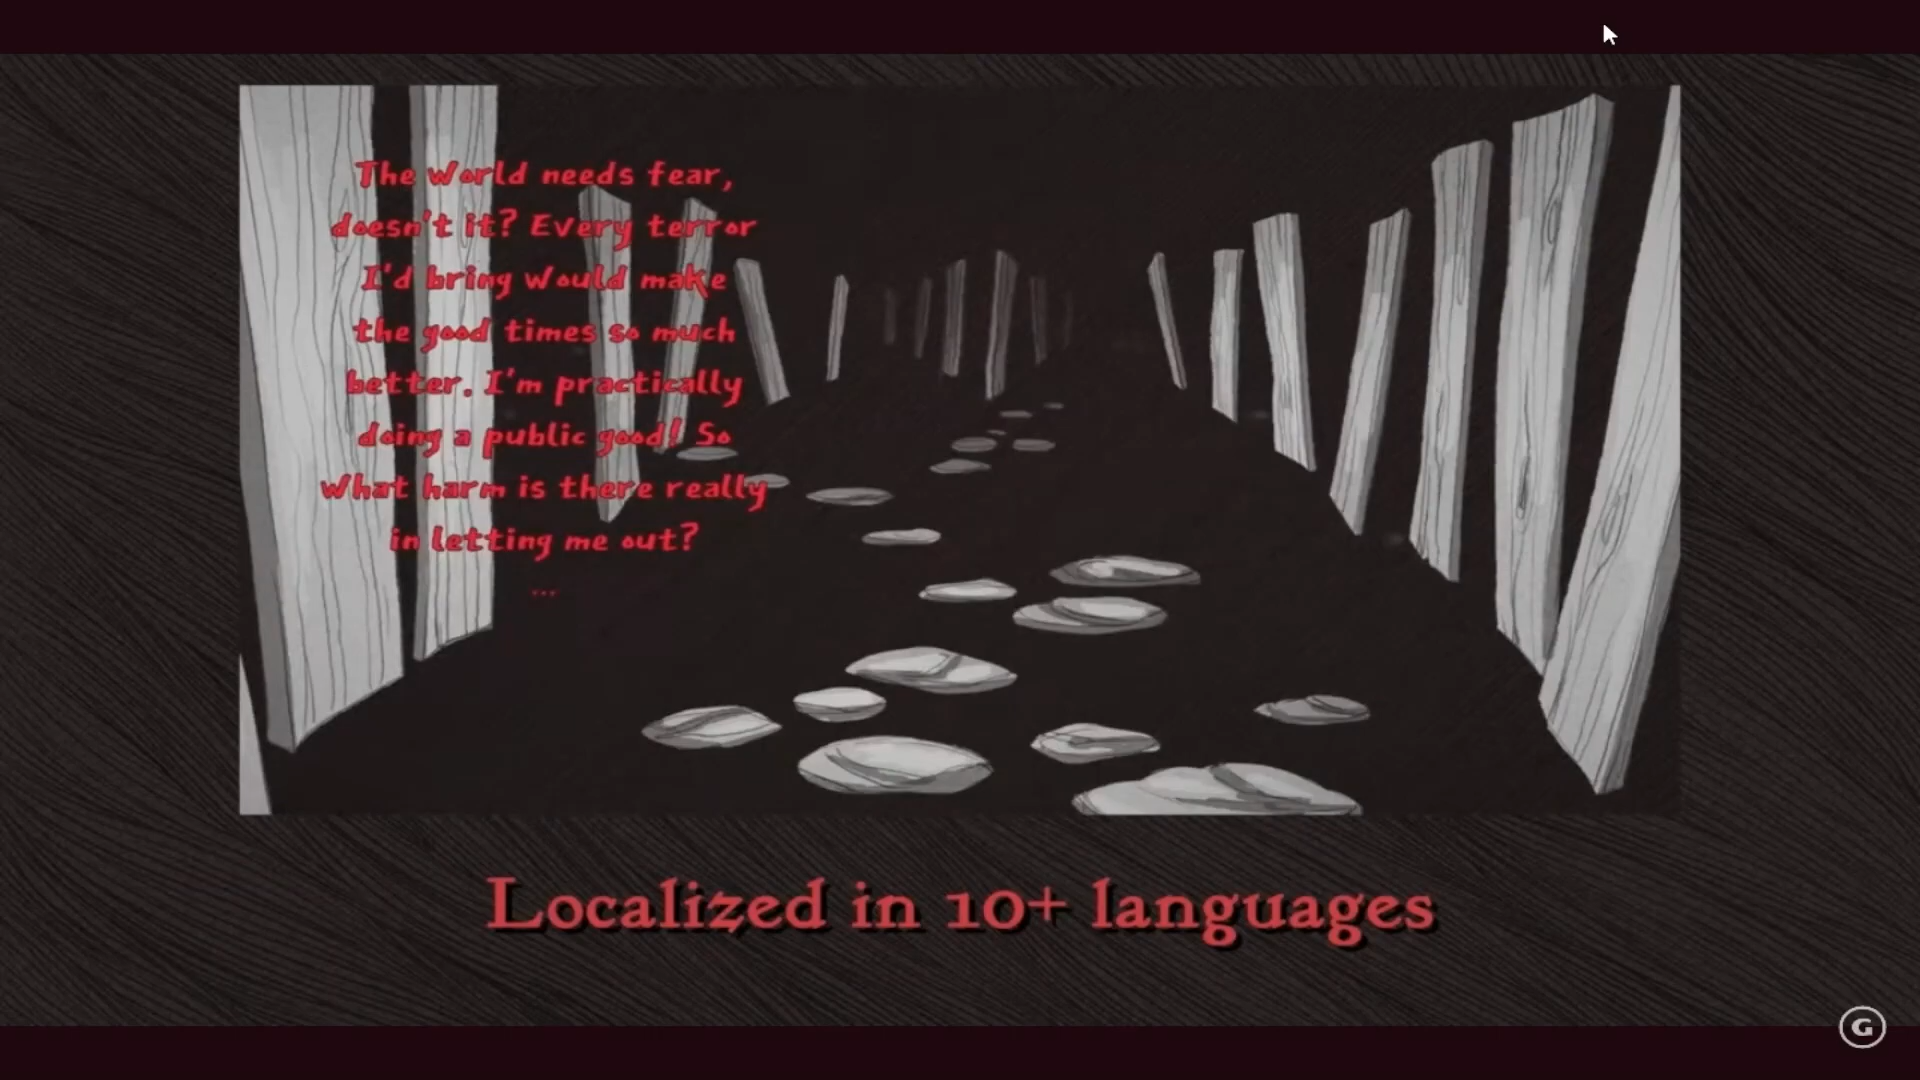 The world needs fear,
doesn't it? Every terror
I'd bring would make
the good times so much
better. I'm practically
doing a public good! So
what harm is there really
in letting me out?
...
Localized in 10+ languages
G